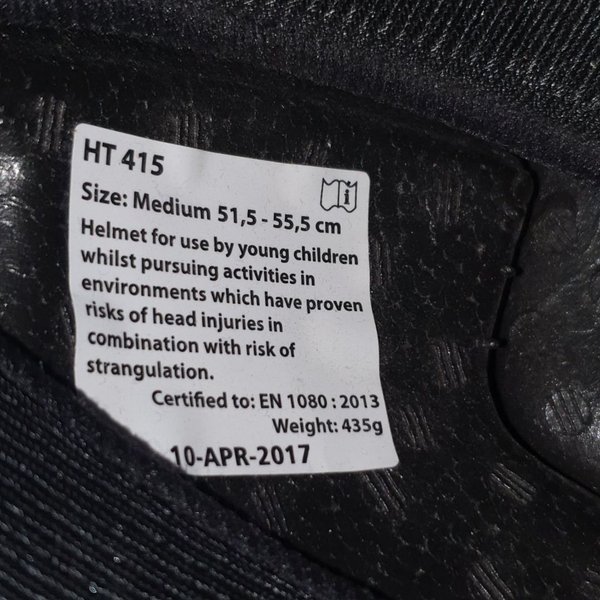 HT 415
Size: Medium 51,5 - 55,5 cm
Helmet for use by young children
whilst pursuing activities in
environments which have proven
risks of head injuries in
combination with risk of
strangulation.
Certified to: EN 1080 : 2013
Weight: 435g
10-APR-2017